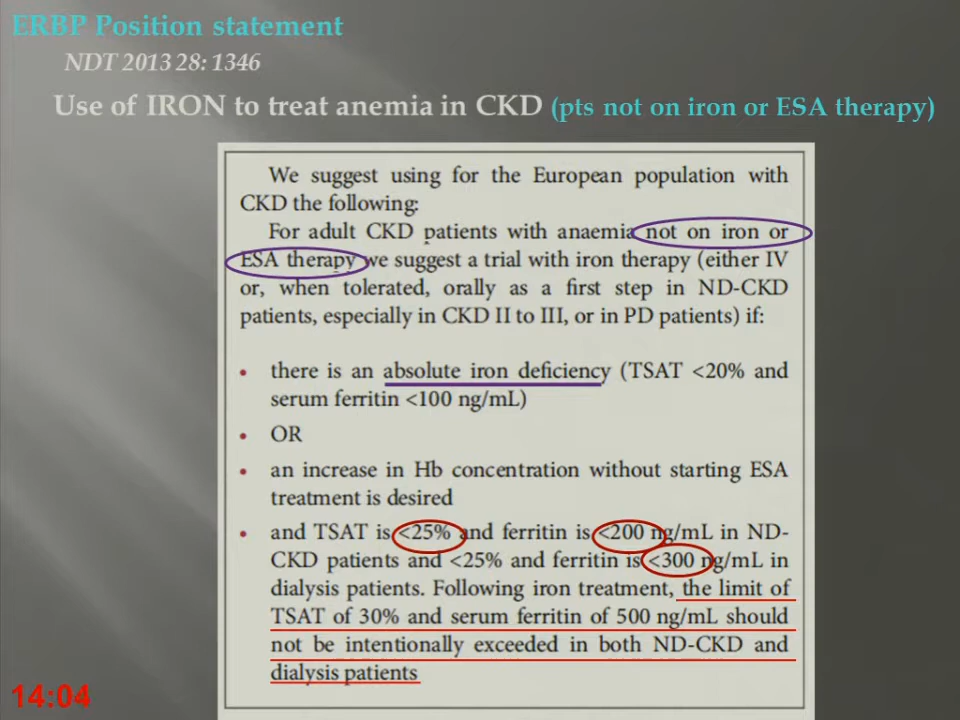 ERBP Position statement
NDT 2013 28: 1346
Use of IRON to treat anemia in CKD (pts not on iron or ESA therapy)
We suggest using for the European population with
CKD the following:
For adult CKD patients with anaemia not on iron or
ESA therapy we suggest a trial with iron therapy (either IV
or, when tolerated, orally as a first step in ND-CKD
patients, especially in CKD II to III, or in PD patients) if:
• there is an absolute iron deficiency (TSAT <20% and
serum ferritin <100 ng/mL)
• OR
• an increase in Hb concentration without starting ESA
treatment is desired
• and TSAT is <25% and ferritin is <200 ng/mL in ND-
CKD patients and <25% and ferritin is <300 ng/mL in
dialysis patients. Following iron treatment, the limit of
TSAT of 30% and serum ferritin of 500 ng/mL should
not be intentionally exceeded in both ND-CKD and
dialysis patients
14:04